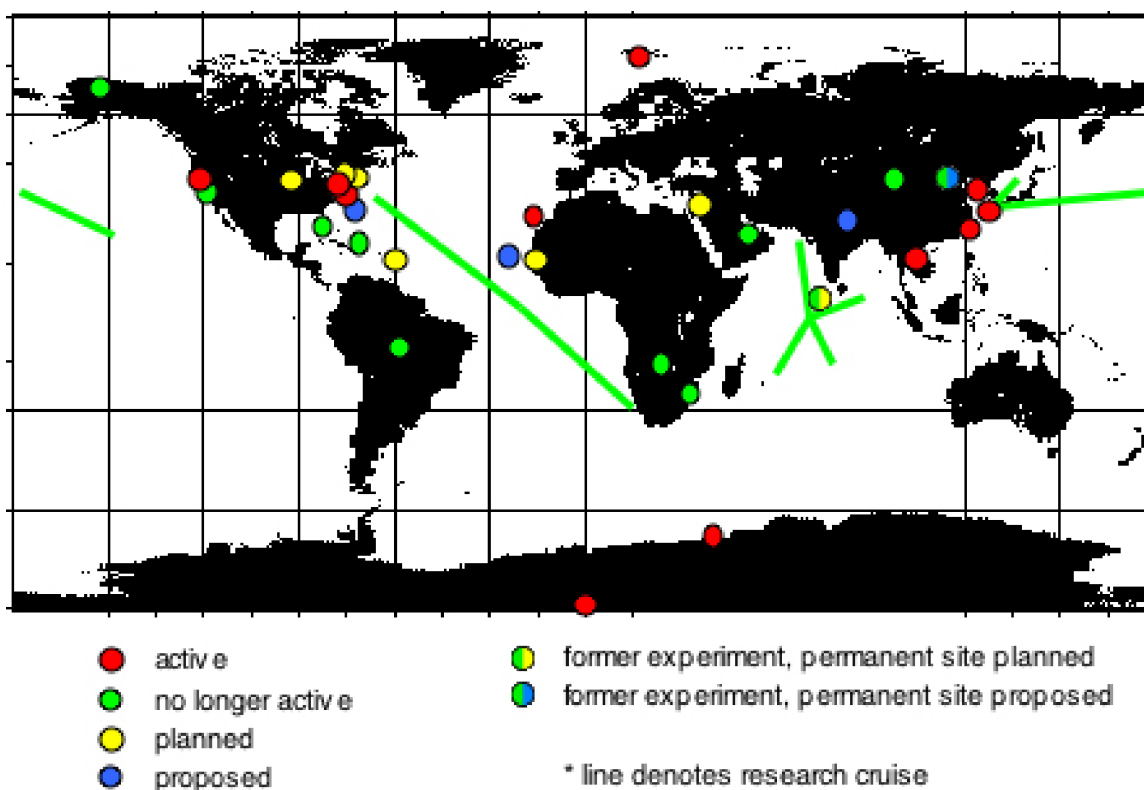 active
no longer active
planned
proposed
former experiment, permanent site planned
former experiment, permanent site proposed
* line denotes research cruise